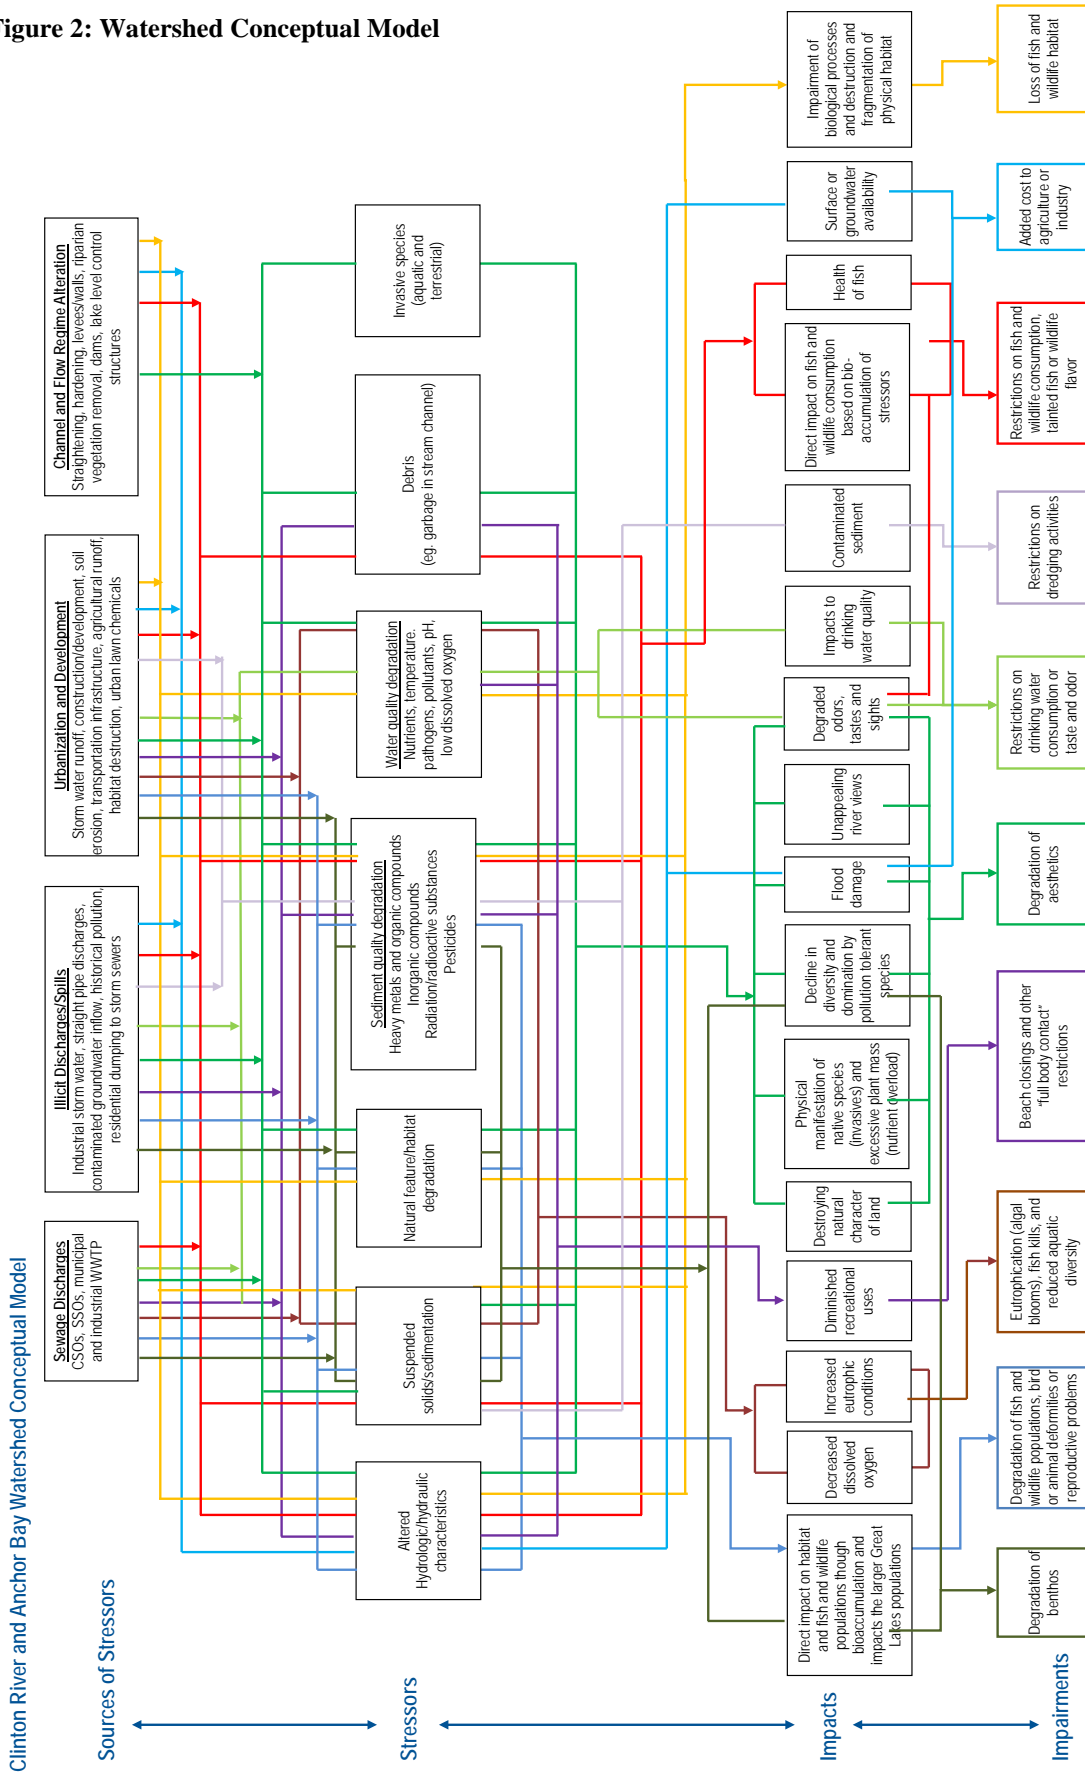 Figure 2: Watershed Conceptual Model
Clinton River and Anchor Bay Watershed Conceptual Model
Sources of Stressors
Sewage Discharges
CSOs, SSOs, municipal
and industrial WWTP
Illicit Discharges/Spills
Industrial storm water, straight pipe discharges,
contaminated groundwater inflow, historical pollution,
residential dumping to storm sewers
Urbanization and Development
Storm water runoff, construction/development, soil
erosion, transportation infrastructure, agricultural runoff,
habitat destruction, urban lawn chemicals
Channel and Flow Regime Alteration
Straightening, hardening, levees/walls, riparian
vegetation removal, dams, lake level control
structures
Stressors
Altered
Hydrologic/hydraulic
characteristics
Suspended
solids/sedimentation
Natural feature/habitat
degradation
Sediment quality degradation
Heavy metals and organic compounds
Inorganic compounds
Radiation/radioactive substances
Pesticides
Water quality degradation
Nutrients, temperature.
pathogens, pollutants, pH,
low dissolved oxygen
Debris
(eg. garbage in stream channel)
Invasive species
(aquatic and
terrestrial)
Impacts
Direct impact on habitat
and fish and wildlife
populations though
bioaccumulation and
impacts the larger Great
Lakes populations
Decreased
dissolved
oxygen
Increased
eutrophic
conditions
Diminished
recreational
uses
Destroying
natural
character
of land
Physical
manifestation of
native species
(invasives) and
excessive plant mass
(nutrient overload)
Decline in
diversity and
domination by
pollution tolerant
species
Flood
damage
Unappealing
river views
Degraded
odors,
tastes and
sights
Impacts to
drinking
water quality
Contaminated
sediment
Direct impact on fish and
wildlife consumption
based on bio-
accumulation of
stressors
Health
of fish
Surface or
groundwater
availability
Impairment of
biological processes
and destruction and
fragmentation of
physical habitat
Impairments
Degradation of
benthos
Degradation of fish and
wildlife populations, bird
or animal deformities or
reproductive problems
Eutrophication (algal
blooms), fish kills, and
reduced aquatic
diversity
Beach closings and other
"full body contact"
restrictions
Degradation of
aesthetics
Restrictions on
drinking water
consumption or
taste and odor
Restrictions on
dredging activities
Restrictions on fish and
wildlife consumption,
tainted fish or wildlife
flavor
Added cost to
agriculture or
industry
Loss of fish and
wildlife habitat